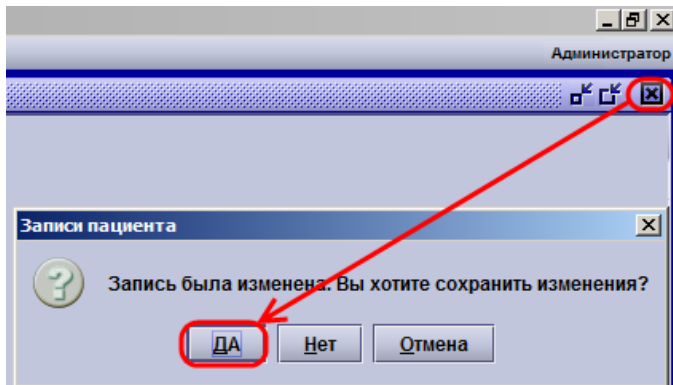 Администратор
Записи пациента
Запись была изменена. Вы хотите сохранить изменения?
ДА
Нет
Отмена